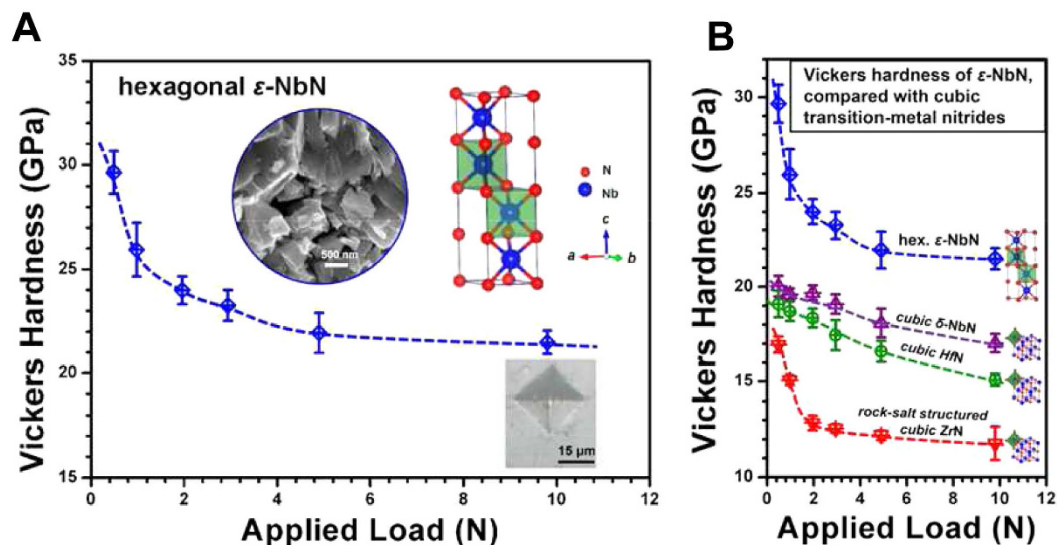 A
hexagonal ε-NbN
Vickers Hardness (GPa)
35
30
25
20
15
0
2
4
6
8
10
12
Applied Load (N)
500 nm
N
Nb
c
a
b
15 μm
B
Vickers hardness of ε-NbN,
compared with cubic
transition-metal nitrides
Vickers Hardness (GPa)
30
25
20
15
10
0
2
4
6
8
10
12
Applied Load (N)
hex. ε-NbN
cubic δ-NbN
cubic HfN
rock-salt structured
cubic ZrN